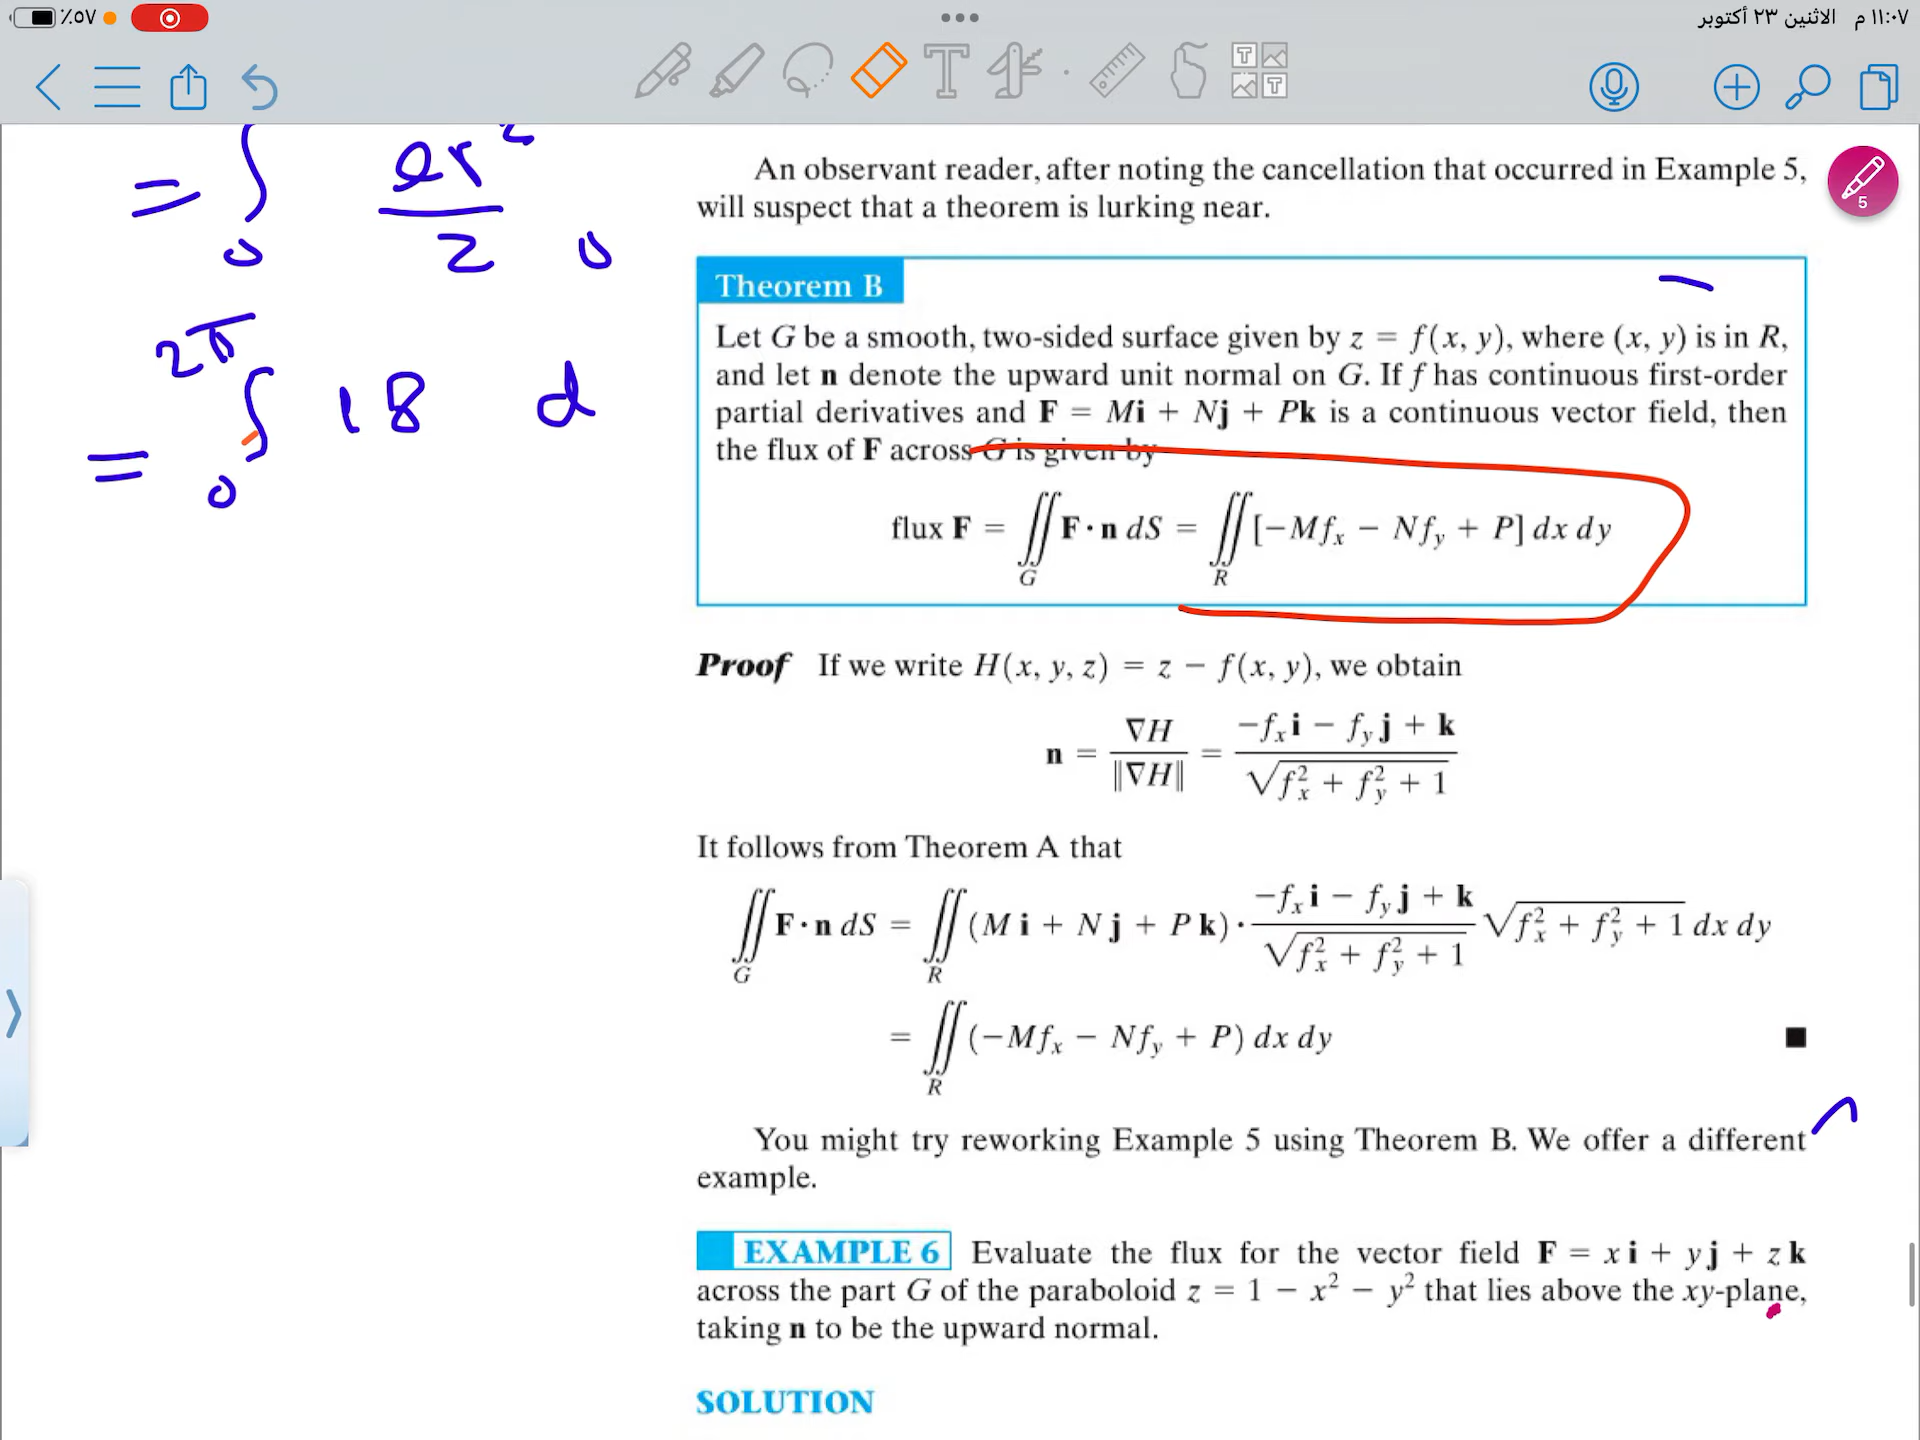 ٪٥٧
١١:٠٧ م الاثنين ٢٣ أكتوبر
5
= ∫ 0 / 2 0
= ∫ 2π 0 18 d
An observant reader, after noting the cancellation that occurred in Example 5,
will suspect that a theorem is lurking near.
Theorem B
Let G be a smooth, two-sided surface given by z = f(x, y), where (x, y) is in R,
and let n denote the upward unit normal on G. If f has continuous first-order
partial derivatives and F = Mi + Nj + Pk is a continuous vector field, then
the flux of F across G is given by
flux F = ∬_G F · n dS = ∬_R [−Mf_x − Nf_y + P] dx dy
Proof If we write H(x, y, z) = z − f(x, y), we obtain
n = ∇H / ‖∇H‖ = (−f_x i − f_y j + k) / √(f_x² + f_y² + 1)
It follows from Theorem A that
∬_G F · n dS = ∬_R (M i + N j + P k) · (−f_x i − f_y j + k) / √(f_x² + f_y² + 1) √(f_x² + f_y² + 1) dx dy
= ∬_R (−Mf_x − Nf_y + P) dx dy
You might try reworking Example 5 using Theorem B. We offer a different
example.
EXAMPLE 6 Evaluate the flux for the vector field F = x i + y j + z k
across the part G of the paraboloid z = 1 − x² − y² that lies above the xy-plane,
taking n to be the upward normal.
SOLUTION